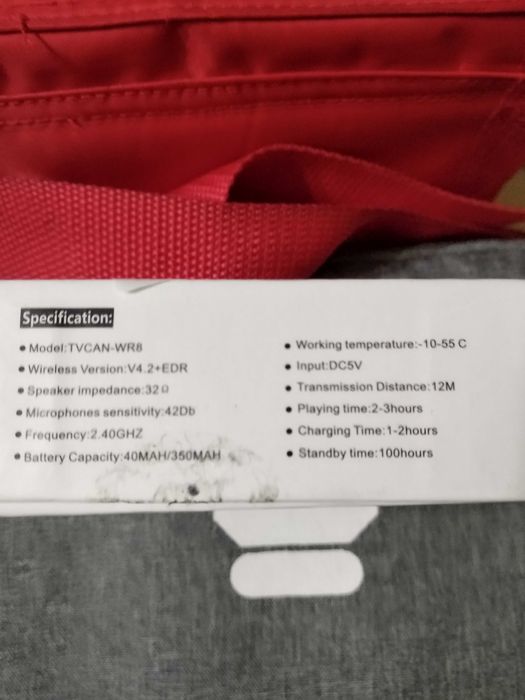 Specification:
• Model:TVCAN-WR8
• Wireless Version:V4.2+EDR
• Speaker impedance:32Ω
• Microphones sensitivity:42Db
• Frequency:2.40GHZ
• Battery Capacity:40MAH/350MAH
• Working temperature:-10-55 C
• Input:DC5V
• Transmission Distance:12M
• Playing time:2-3hours
• Charging Time:1-2hours
• Standby time:100hours